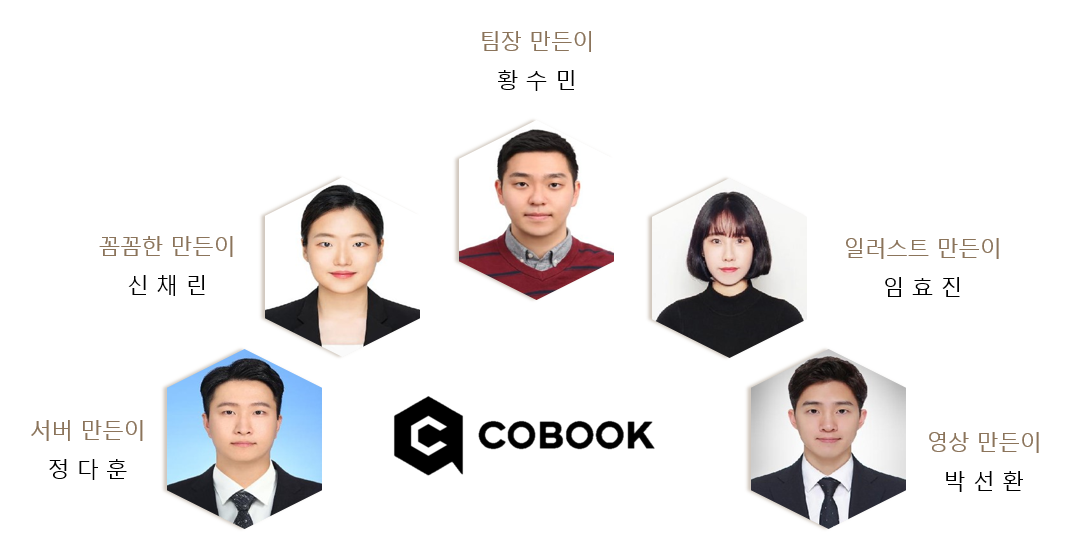 팀장 만든이
황 수 민
꼼꼼한 만든이
신 채 린
일러스트 만든이
임 효 진
서버 만든이
정 다 훈
COBOOK
영상 만든이
박 선 환